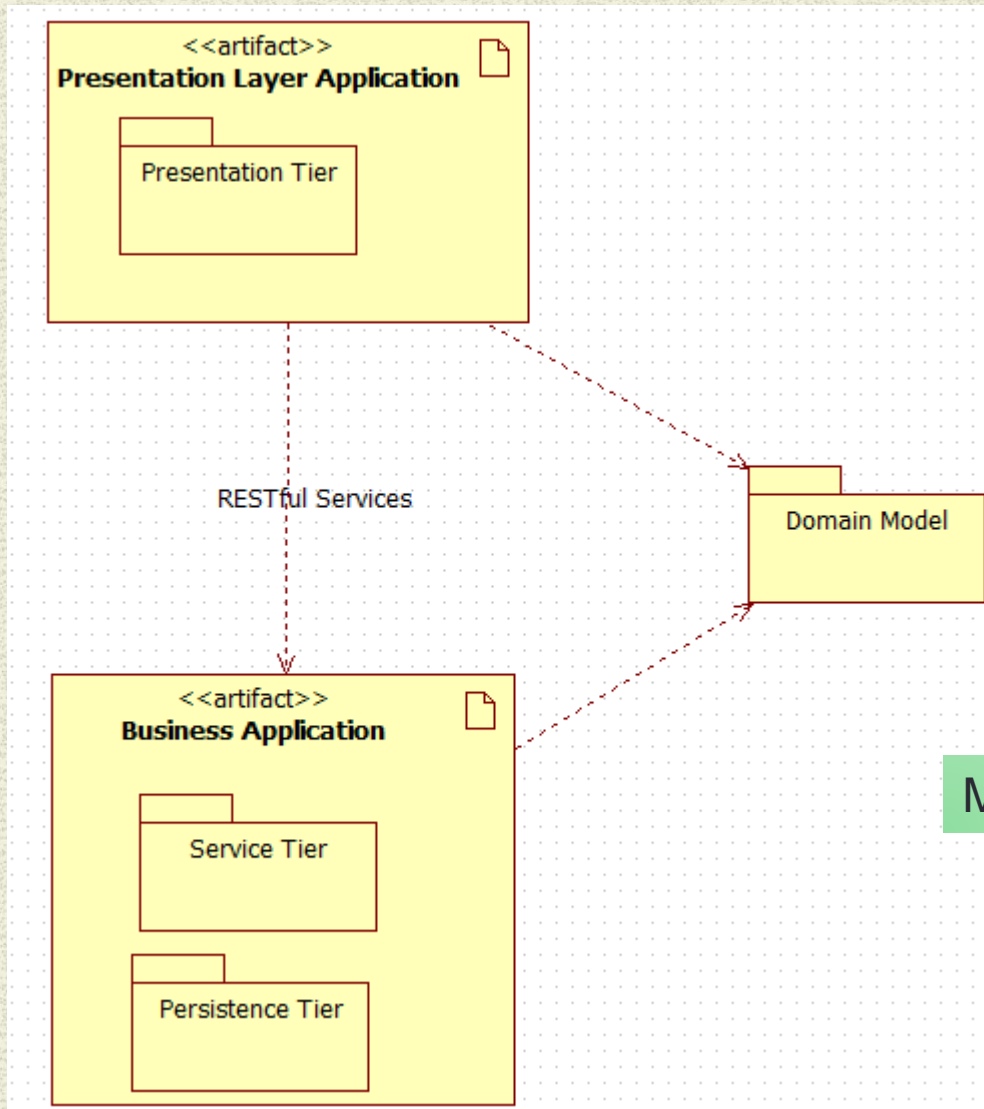 <<artifact>>
Presentation Layer Application
Presentation Tier
RESTful Services
Domain Model
<<artifact>>
Business Application
M
Service Tier
Persistence Tier